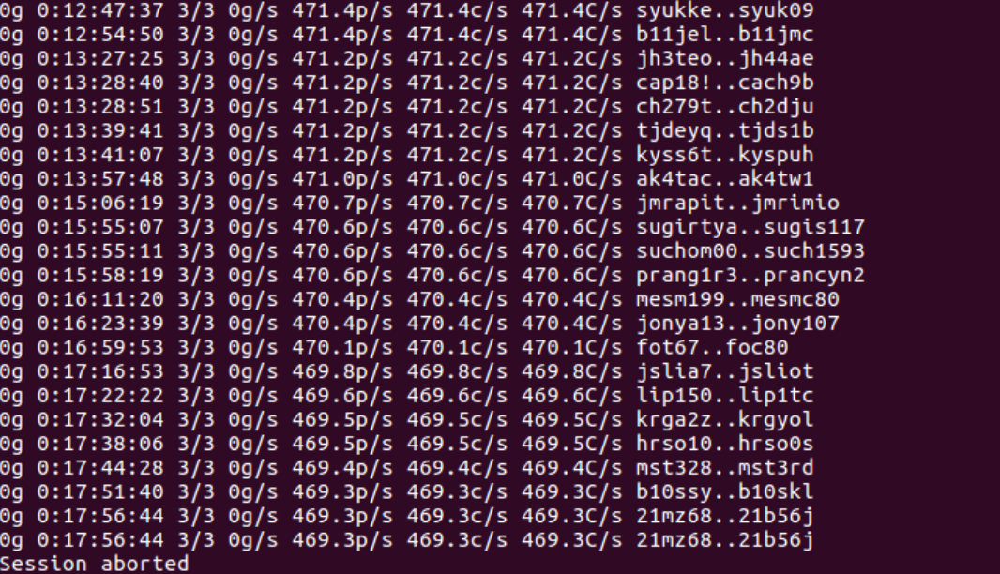 0g 0:12:47:37 3/3 0g/s 471.4p/s 471.4c/s 471.4C/s syukke..syuk09
0g 0:12:54:50 3/3 0g/s 471.4p/s 471.4c/s 471.4C/s b11jel..b11jmc
0g 0:13:27:25 3/3 0g/s 471.2p/s 471.2c/s 471.2C/s jh3teo..jh44ae
0g 0:13:28:40 3/3 0g/s 471.2p/s 471.2c/s 471.2C/s cap18!..cach9b
0g 0:13:28:51 3/3 0g/s 471.2p/s 471.2c/s 471.2C/s ch279t..ch2dju
0g 0:13:39:41 3/3 0g/s 471.2p/s 471.2c/s 471.2C/s tjdeyq..tjds1b
0g 0:13:41:07 3/3 0g/s 471.2p/s 471.2c/s 471.2C/s kyss6t..kyspuh
0g 0:13:57:48 3/3 0g/s 471.0p/s 471.0c/s 471.0C/s ak4tac..ak4tw1
0g 0:15:06:19 3/3 0g/s 470.7p/s 470.7c/s 470.7C/s jmrapit..jmrimio
0g 0:15:55:07 3/3 0g/s 470.6p/s 470.6c/s 470.6C/s sugirtya..sugis117
0g 0:15:55:11 3/3 0g/s 470.6p/s 470.6c/s 470.6C/s suchom00..such1593
0g 0:15:58:19 3/3 0g/s 470.6p/s 470.6c/s 470.6C/s prang1r3..prancyn2
0g 0:16:11:20 3/3 0g/s 470.4p/s 470.4c/s 470.4C/s mesm199..mesmc80
0g 0:16:23:39 3/3 0g/s 470.4p/s 470.4c/s 470.4C/s jonya13..jony107
0g 0:16:59:53 3/3 0g/s 470.1p/s 470.1c/s 470.1C/s fot67..foc80
0g 0:17:16:53 3/3 0g/s 469.8p/s 469.8c/s 469.8C/s jslia7..jsliot
0g 0:17:22:22 3/3 0g/s 469.6p/s 469.6c/s 469.6C/s lip150..lip1tc
0g 0:17:32:04 3/3 0g/s 469.5p/s 469.5c/s 469.5C/s krga2z..krgyol
0g 0:17:38:06 3/3 0g/s 469.5p/s 469.5c/s 469.5C/s hrso10..hrso0s
0g 0:17:44:28 3/3 0g/s 469.4p/s 469.4c/s 469.4C/s mst328..mst3rd
0g 0:17:51:40 3/3 0g/s 469.3p/s 469.3c/s 469.3C/s b10ssy..b10skl
0g 0:17:56:44 3/3 0g/s 469.3p/s 469.3c/s 469.3C/s 21mz68..21b56j
0g 0:17:56:44 3/3 0g/s 469.3p/s 469.3c/s 469.3C/s 21mz68..21b56j
Session aborted